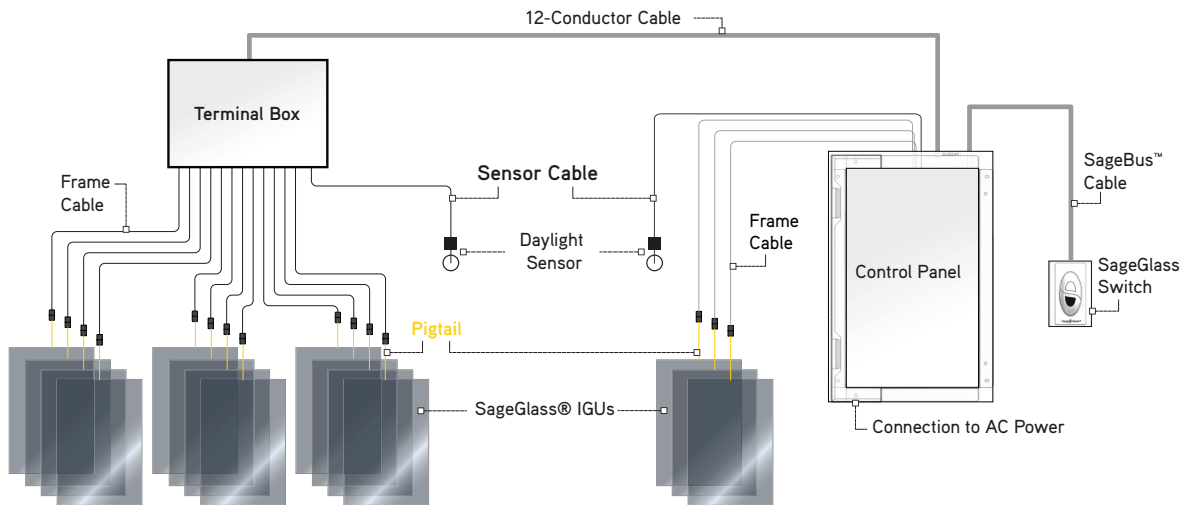 12-Conductor Cable
Terminal Box
Frame
Cable
Sensor Cable
SageBus™
Cable
Daylight
Sensor
Frame
Cable
Control Panel
SageGlass
Switch
Pigtail
SageGlass® IGUs
Connection to AC Power